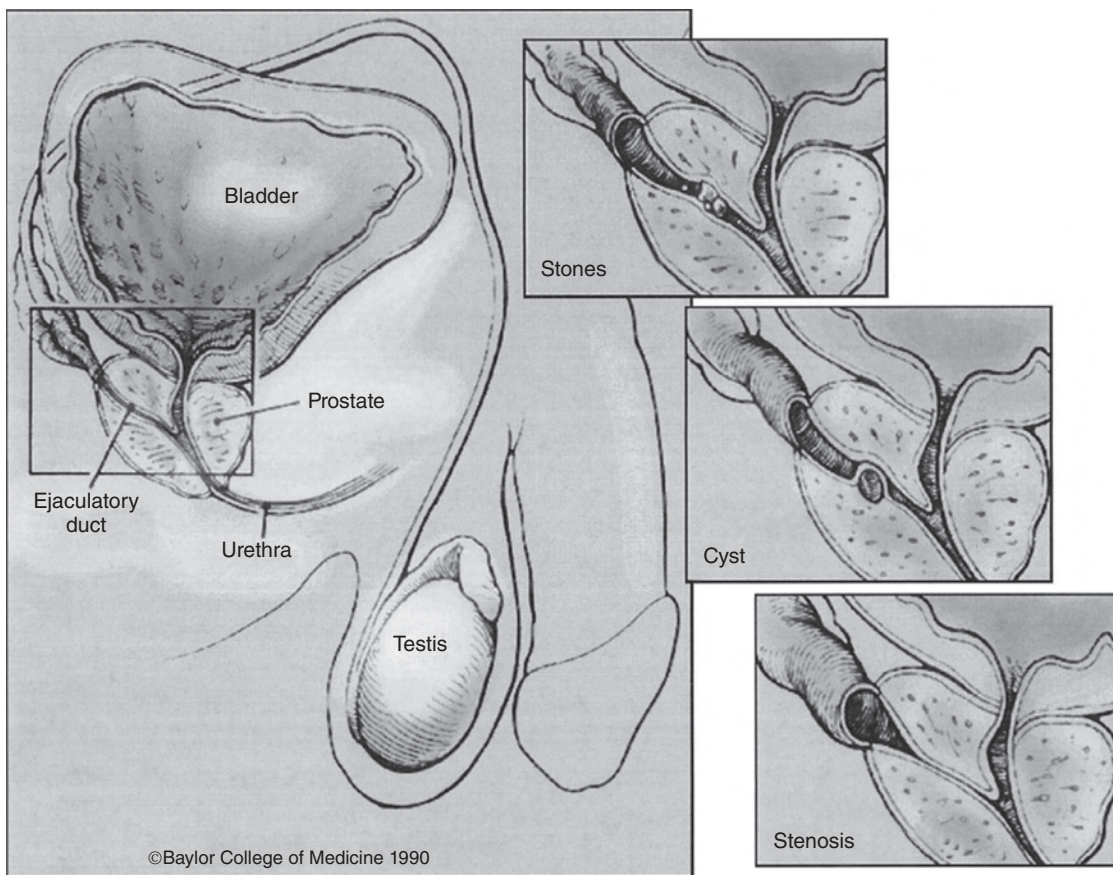 Bladder
Prostate
Ejaculatory
duct
Urethra
Testis
©Baylor College of Medicine 1990
Stones
Cyst
Stenosis